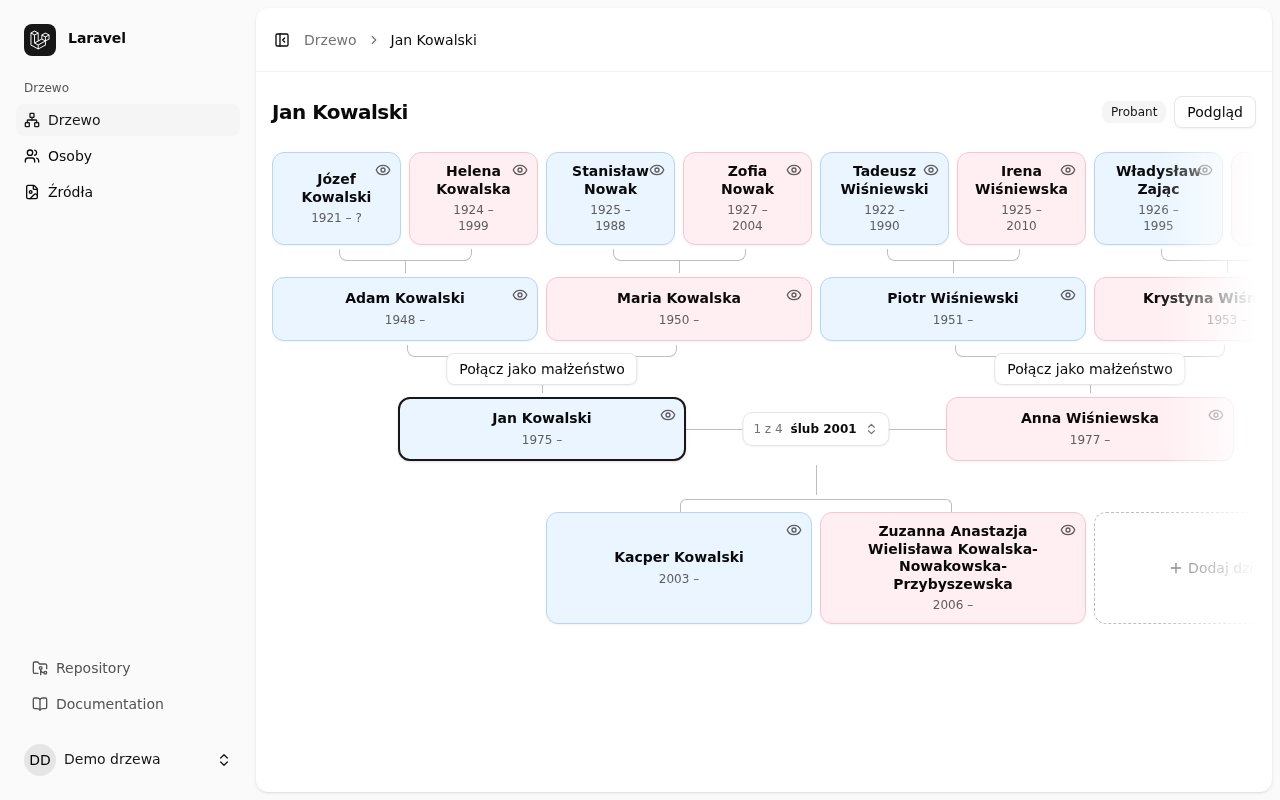 Laravel
Drzewo
Drzewo
Osoby
Źródła
Repository
Documentation
DD Demo drzewa
Drzewo Jan Kowalski
Jan Kowalski
Probant Podgląd
Józef
Kowalski
1921 – ?
Helena
Kowalska
1924 –
1999
Stanisław
Nowak
1925 –
1988
Zofia
Nowak
1927 –
2004
Tadeusz
Wiśniewski
1922 –
1990
Irena
Wiśniewska
1925 –
2010
Władysław
Zając
1926 –
1995
Adam Kowalski
1948 –
Maria Kowalska
1950 –
Piotr Wiśniewski
1951 –
Krystyna
1953 –
Połącz jako małżeństwo
Połącz jako małżeństwo
Jan Kowalski
1975 –
1 z 4 ślub 2001
Anna Wiśniewska
1977 –
Kacper Kowalski
2003 –
Zuzanna Anastazja
Wielisława Kowalska-
Nowakowska-
Przybyszewska
2006 –
+ Dodaj